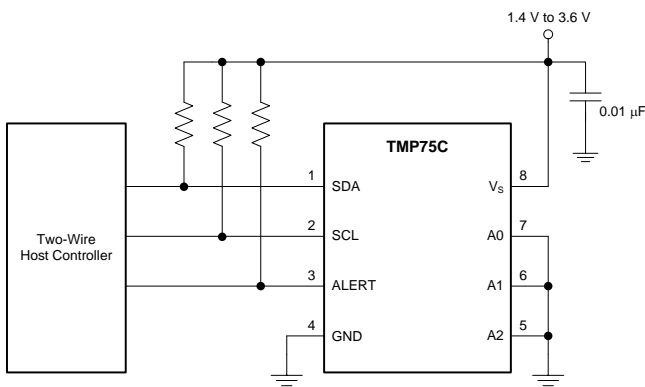 1.4 V to 3.6 V
0.01 μF
TMP75C
Two-Wire
Host Controller
1
SDA
2
SCL
3
ALERT
4
GND
8
VS
7
A0
6
A1
5
A2